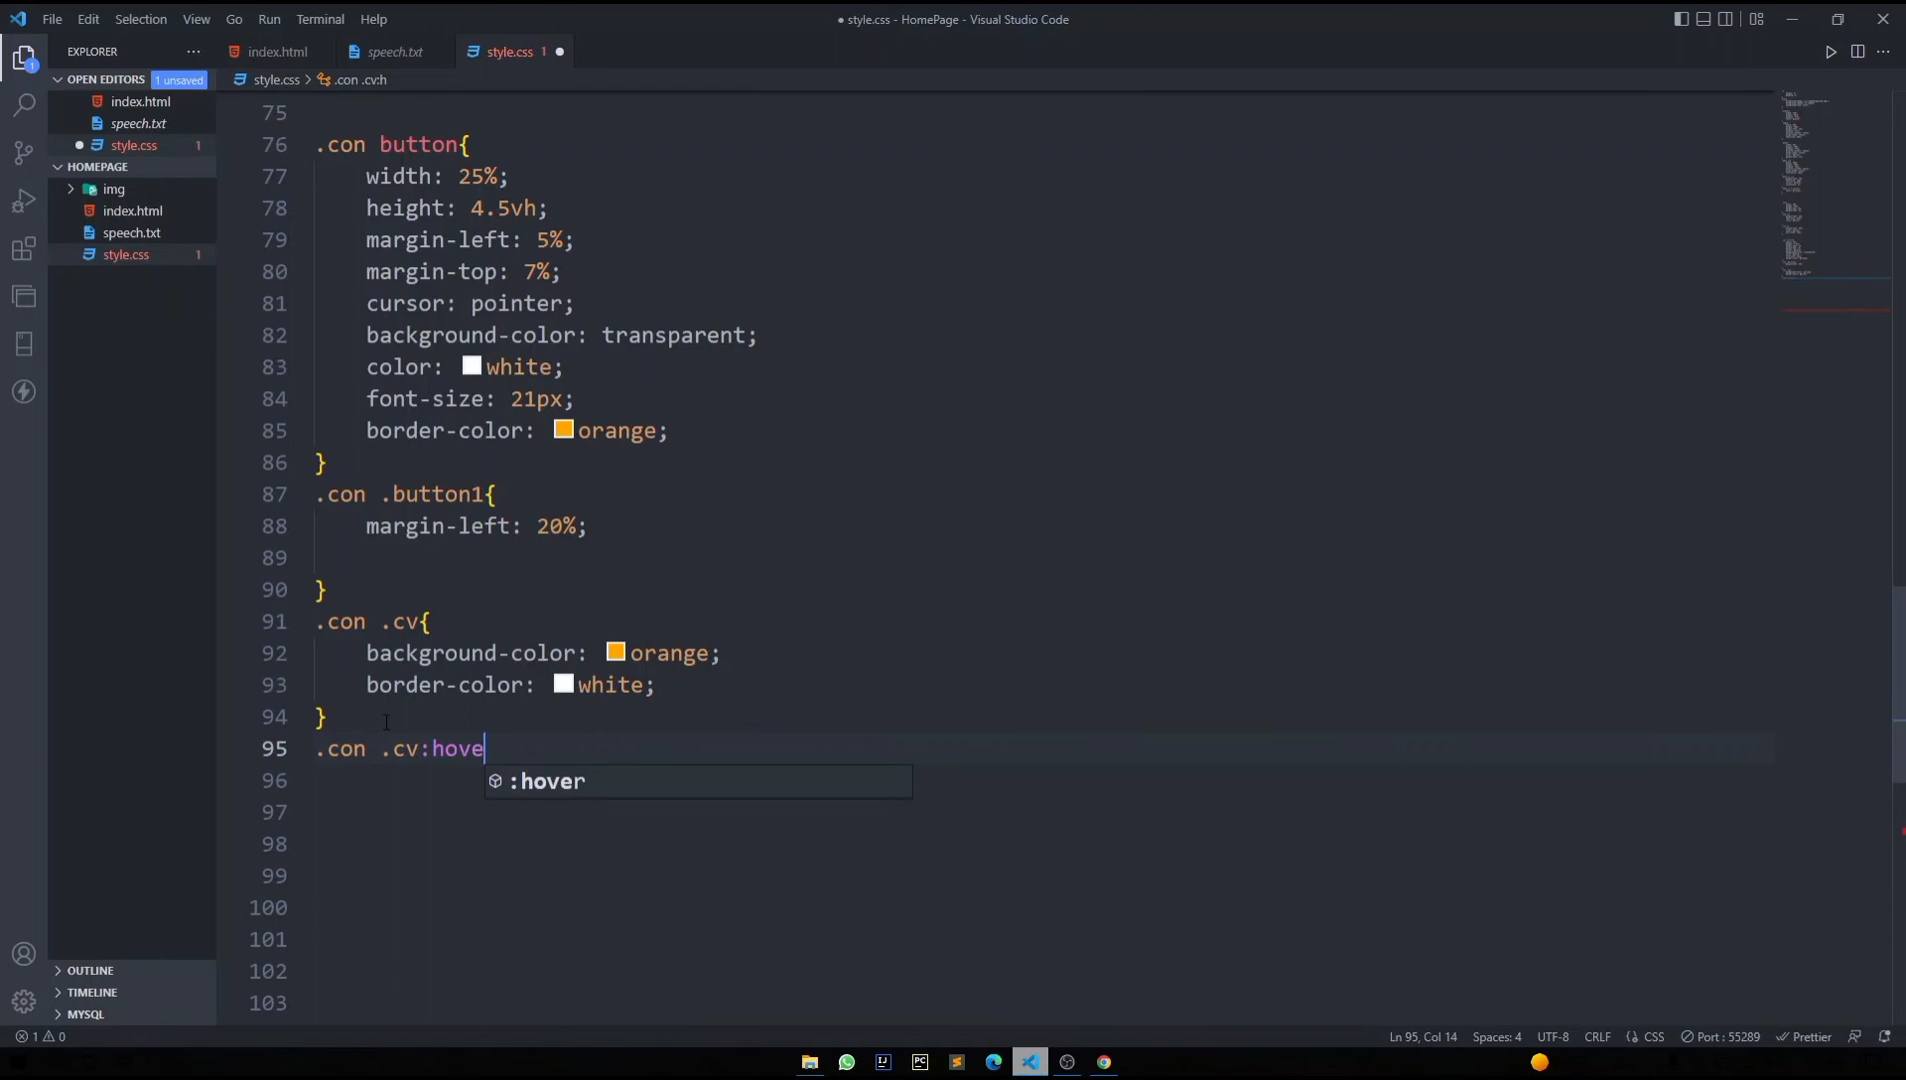 File Edit Selection View Go Run Terminal Help
● style.css - HomePage - Visual Studio Code
EXPLORER ···
index.html speech.txt style.css 1
OPEN EDITORS 1 unsaved
style.css > .con .cv:h
index.html
speech.txt
style.css 1
HOMEPAGE
img
index.html
speech.txt
style.css 1
75
76 .con button{
77 width: 25%;
78 height: 4.5vh;
79 margin-left: 5%;
80 margin-top: 7%;
81 cursor: pointer;
82 background-color: transparent;
83 color: white;
84 font-size: 21px;
85 border-color: orange;
86 }
87 .con .button1{
88 margin-left: 20%;
89
90 }
91 .con .cv{
92 background-color: orange;
93 border-color: white;
94 }
95 .con .cv:hove
96 :hover
97
98
99
100
101
102
103
OUTLINE
TIMELINE
MYSQL
1 0 Ln 95, Col 14 Spaces: 4 UTF-8 CRLF {} CSS Port : 55289 Prettier
IJ PC